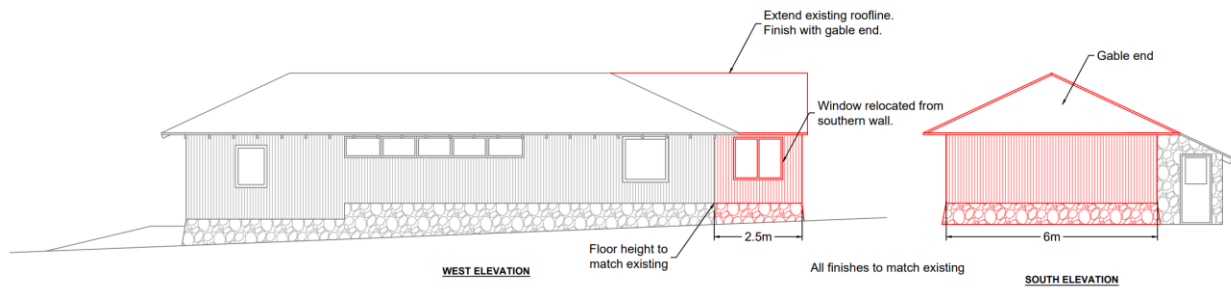 Extend existing roofline.
Finish with gable end.
Gable end
Window relocated from
southern wall.
Floor height to
match existing
2.5m
6m
All finishes to match existing
WEST ELEVATION
SOUTH ELEVATION